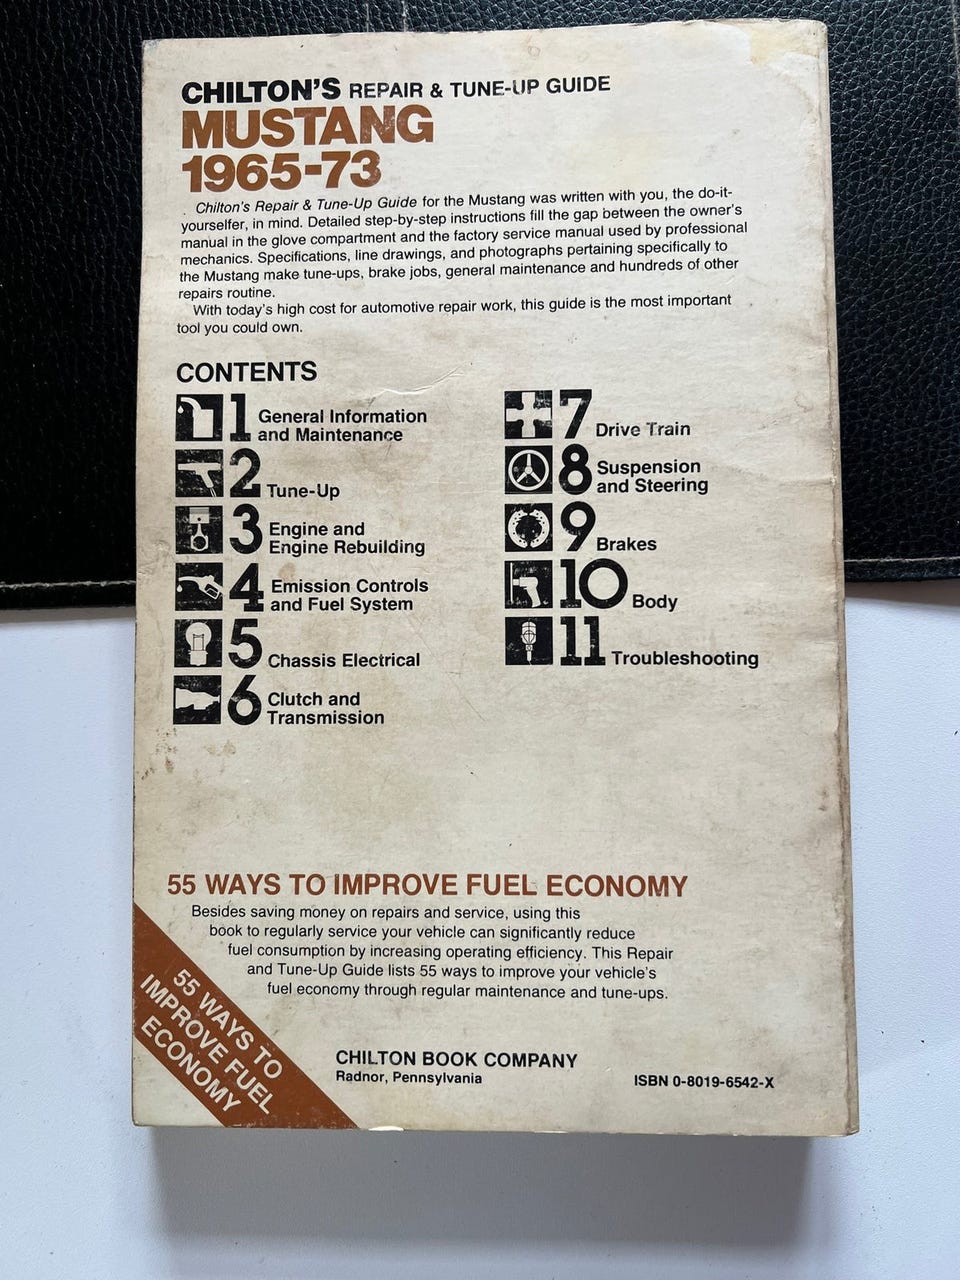 CHILTON'S REPAIR & TUNE-UP GUIDE
MUSTANG
1965-73
Chilton's Repair & Tune-Up Guide for the Mustang was written with you, the do-it-
yourselfer, in mind. Detailed step-by-step instructions fill the gap between the owner's
manual in the glove compartment and the factory service manual used by professional
mechanics. Specifications, line drawings, and photographs pertaining specifically to
the Mustang make tune-ups, brake jobs, general maintenance and hundreds of other
repairs routine.
With today's high cost for automotive repair work, this guide is the most important
tool you could own.
CONTENTS
1 General Information
and Maintenance
2 Tune-Up
3 Engine and
Engine Rebuilding
4 Emission Controls
and Fuel System
5 Chassis Electrical
6 Clutch and
Transmission
7 Drive Train
8 Suspension
and Steering
9 Brakes
10 Body
11 Troubleshooting
55 WAYS TO IMPROVE FUEL ECONOMY
Besides saving money on repairs and service, using this
book to regularly service your vehicle can significantly reduce
fuel consumption by increasing operating efficiency. This Repair
and Tune-Up Guide lists 55 ways to improve your vehicle's
fuel economy through regular maintenance and tune-ups.
55 WAYS TO
IMPROVE FUEL
ECONOMY
CHILTON BOOK COMPANY
Radnor, Pennsylvania
ISBN 0-8019-6542-X